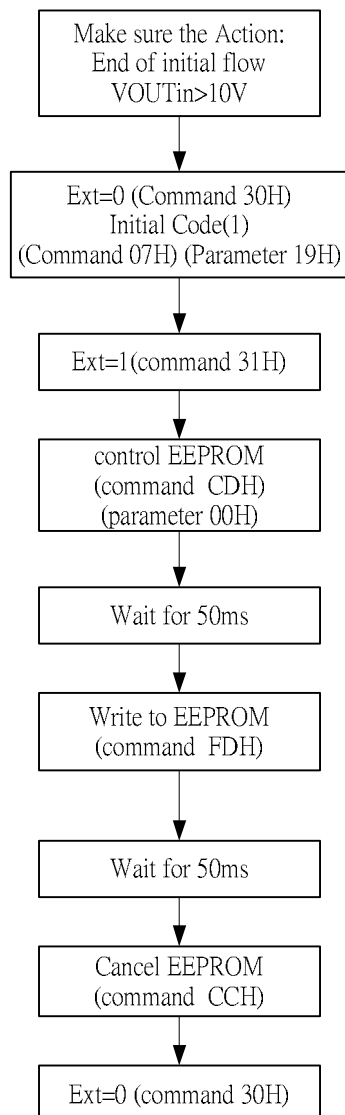 Make sure the Action:
End of initial flow
VOUTin>10V
Ext=0 (Command 30H)
Initial Code(1)
(Command 07H) (Parameter 19H)
Ext=1(command 31H)
control EEPROM
(command CDH)
(parameter 00H)
Wait for 50ms
Write to EEPROM
(command FDH)
Wait for 50ms
Cancel EEPROM
(command CCH)
Ext=0 (command 30H)